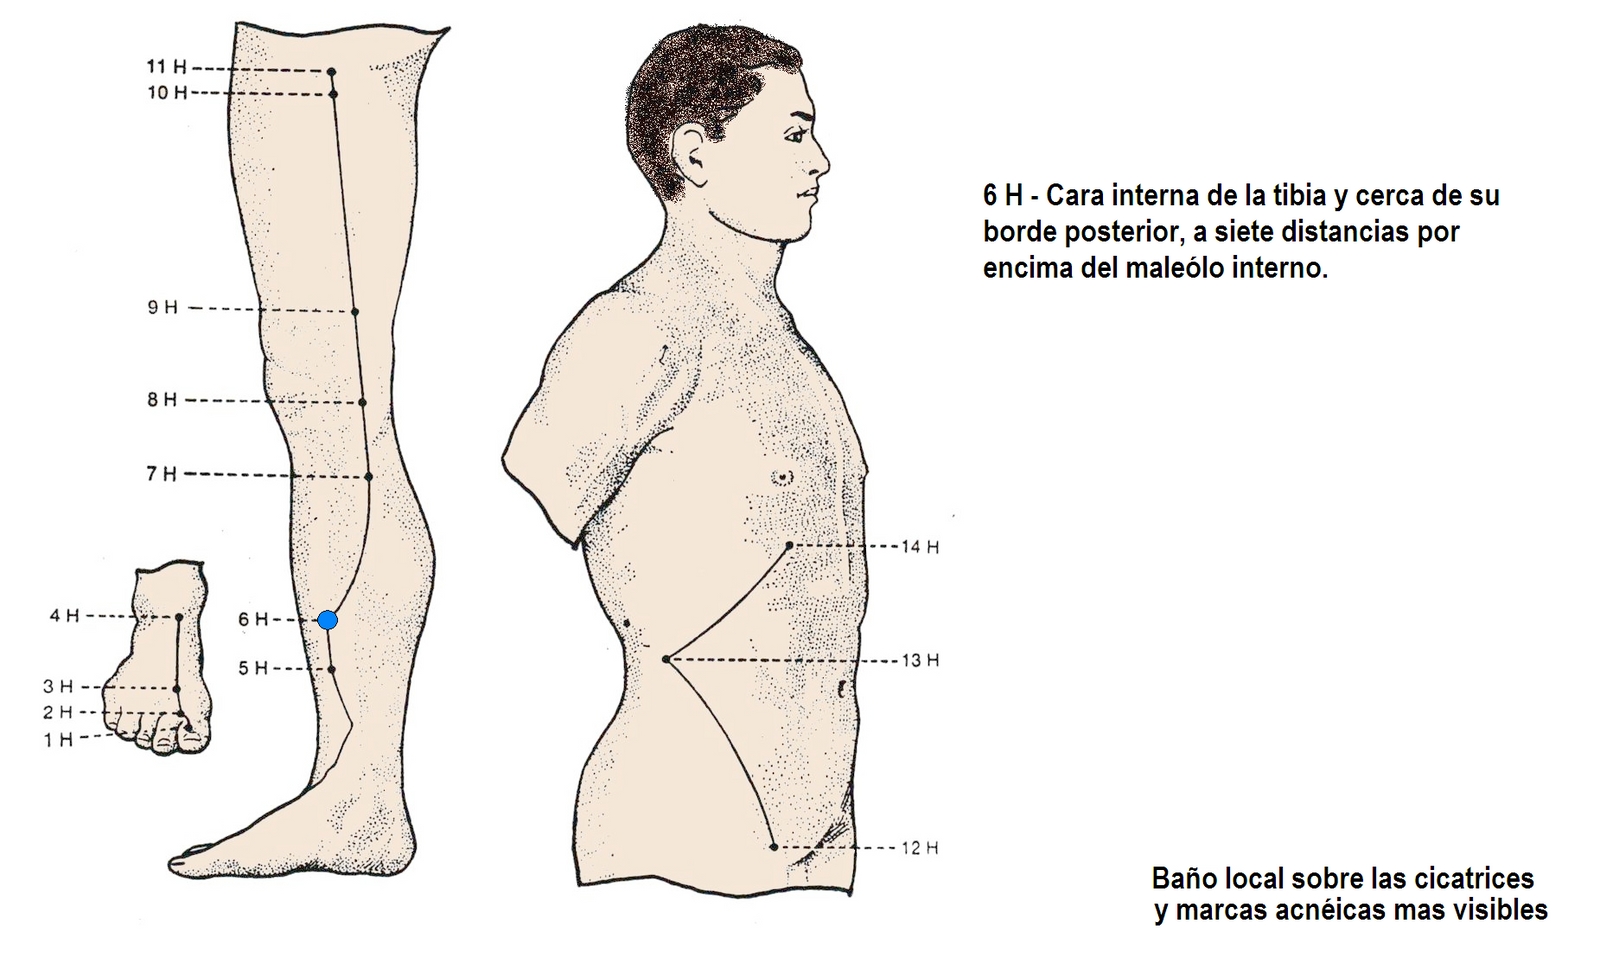 11 H
10 H
9 H
8 H
7 H
6 H
5 H
4 H
3 H
2 H
1 H
14 H
13 H
12 H
6 H - Cara interna de la tibia y cerca de su
borde posterior, a siete distancias por
encima del maleólo interno.
Baño local sobre las cicatrices
y marcas acnéicas mas visibles